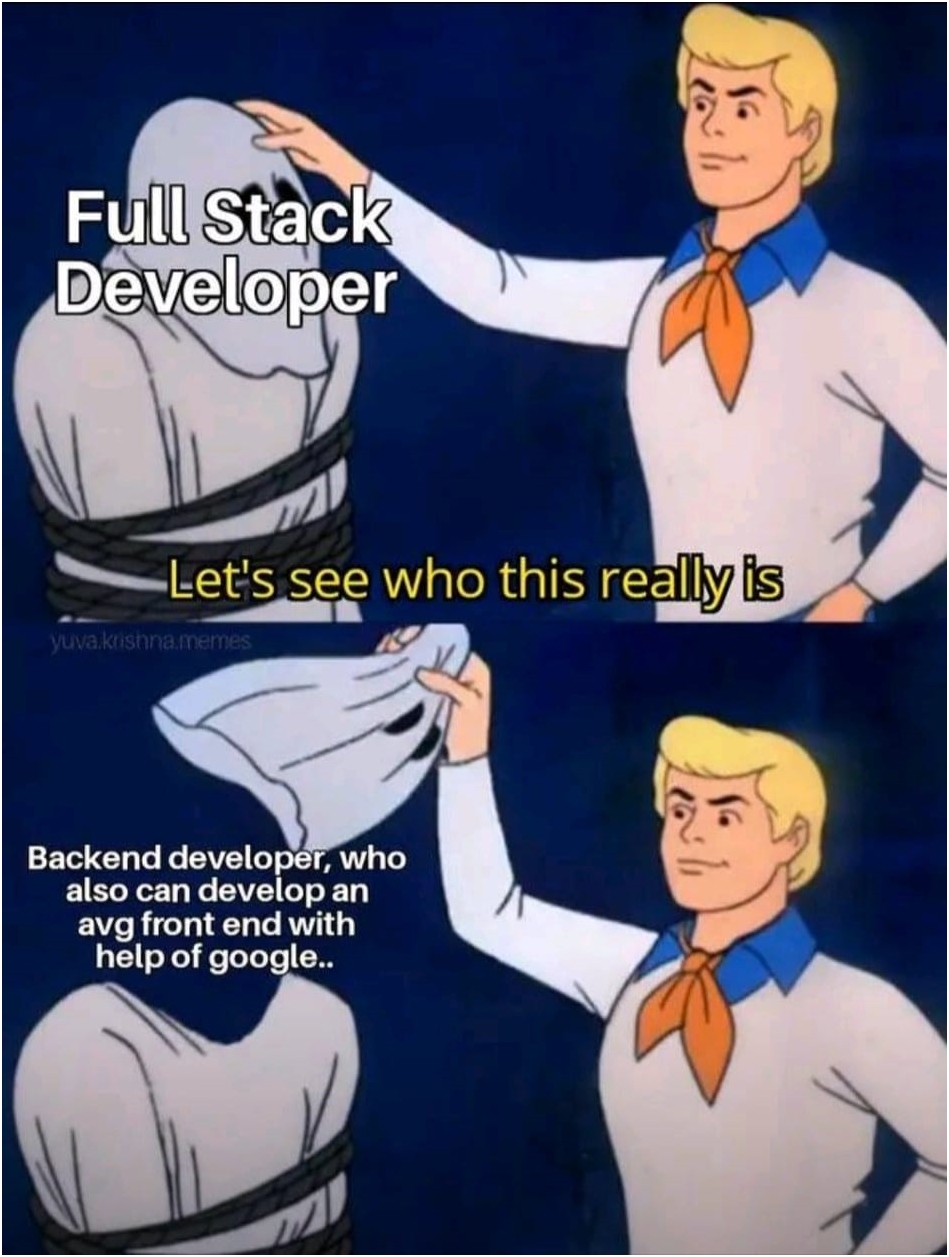 Full Stack
Developer
Let's see who this really is
yuva.krishna.memes
Backend developer, who
also can develop an
avg front end with
help of google..